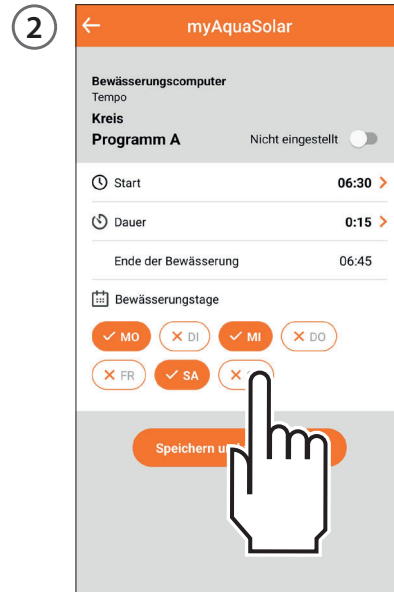 2
myAquaSolar
Bewässerungscomputer
Tempo
Kreis
Programm A Nicht eingestellt
Start 06:30
Dauer 0:15
Ende der Bewässerung 06:45
Bewässerungstage
MO DI MI DO
FR SA
Speichern